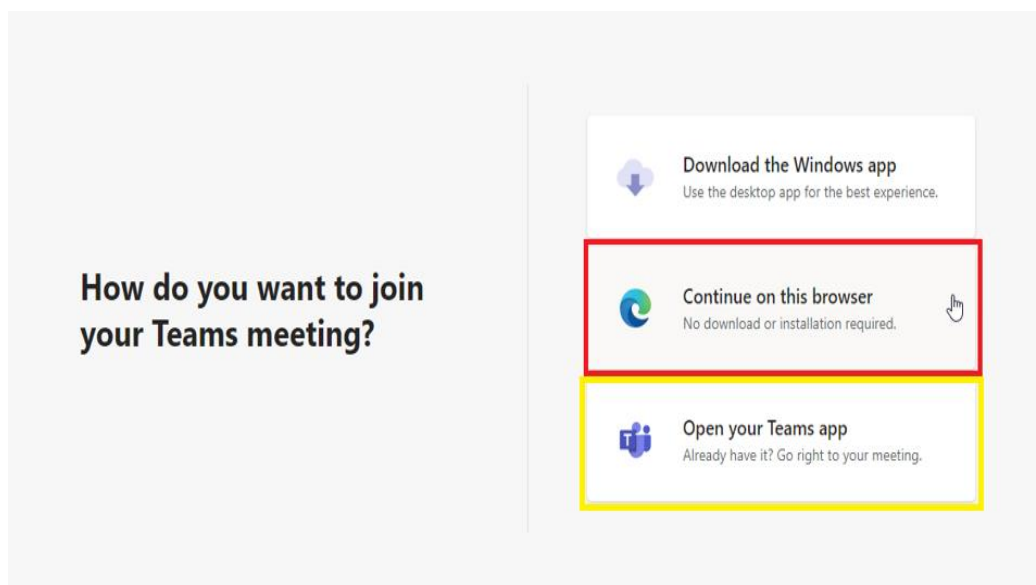 How do you want to join
your Teams meeting?
Download the Windows app
Use the desktop app for the best experience.
Continue on this browser
No download or installation required.
Open your Teams app
Already have it? Go right to your meeting.